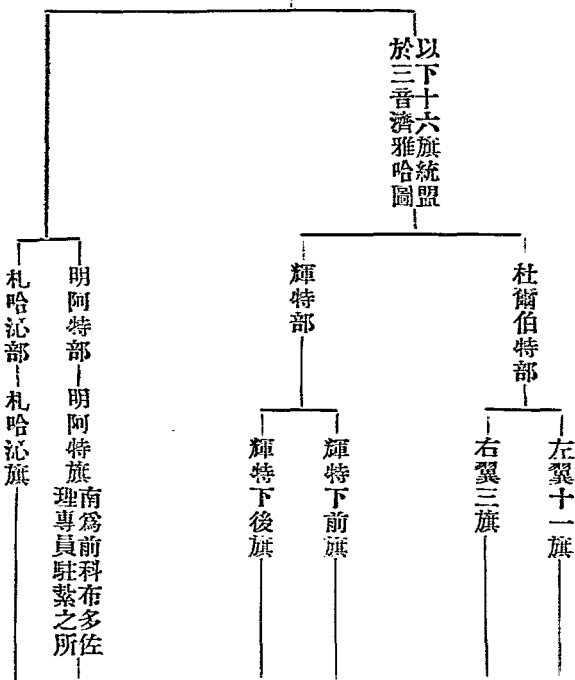 以下十六旗統盟
於三音濟雅哈圖
杜爾伯特部
左翼十一旗
右翼三旗
輝特部
輝特下前旗
輝特下後旗
明阿特部
明阿特旗
南爲前科布多佐
理專員駐紮之所
札哈沁部
札哈沁旗